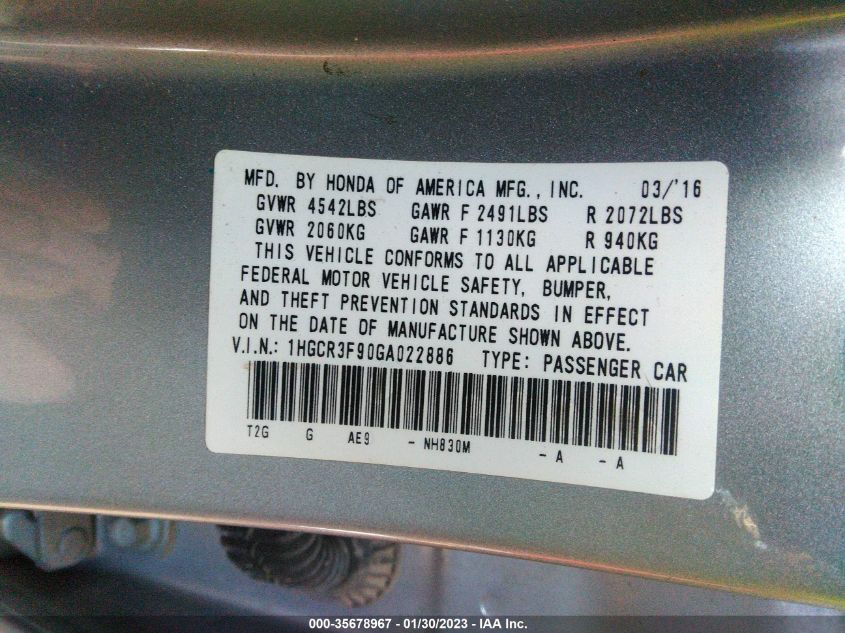 MFD. BY HONDA OF AMERICA MFG., INC. 03/'16
GVWR 4542LBS GAWR F 2491LBS R 2072LBS
GVWR 2060KG GAWR F 1130KG R 940KG
THIS VEHICLE CONFORMS TO ALL APPLICABLE
FEDERAL MOTOR VEHICLE SAFETY, BUMPER,
AND THEFT PREVENTION STANDARDS IN EFFECT
ON THE DATE OF MANUFACTURE SHOWN ABOVE.
V.I.N.: 1HGCR3F90GA022886 TYPE: PASSENGER CAR
T2G G AE9 - NH830M - A - A
000-35678967 - 01/30/2023 - IAA Inc.